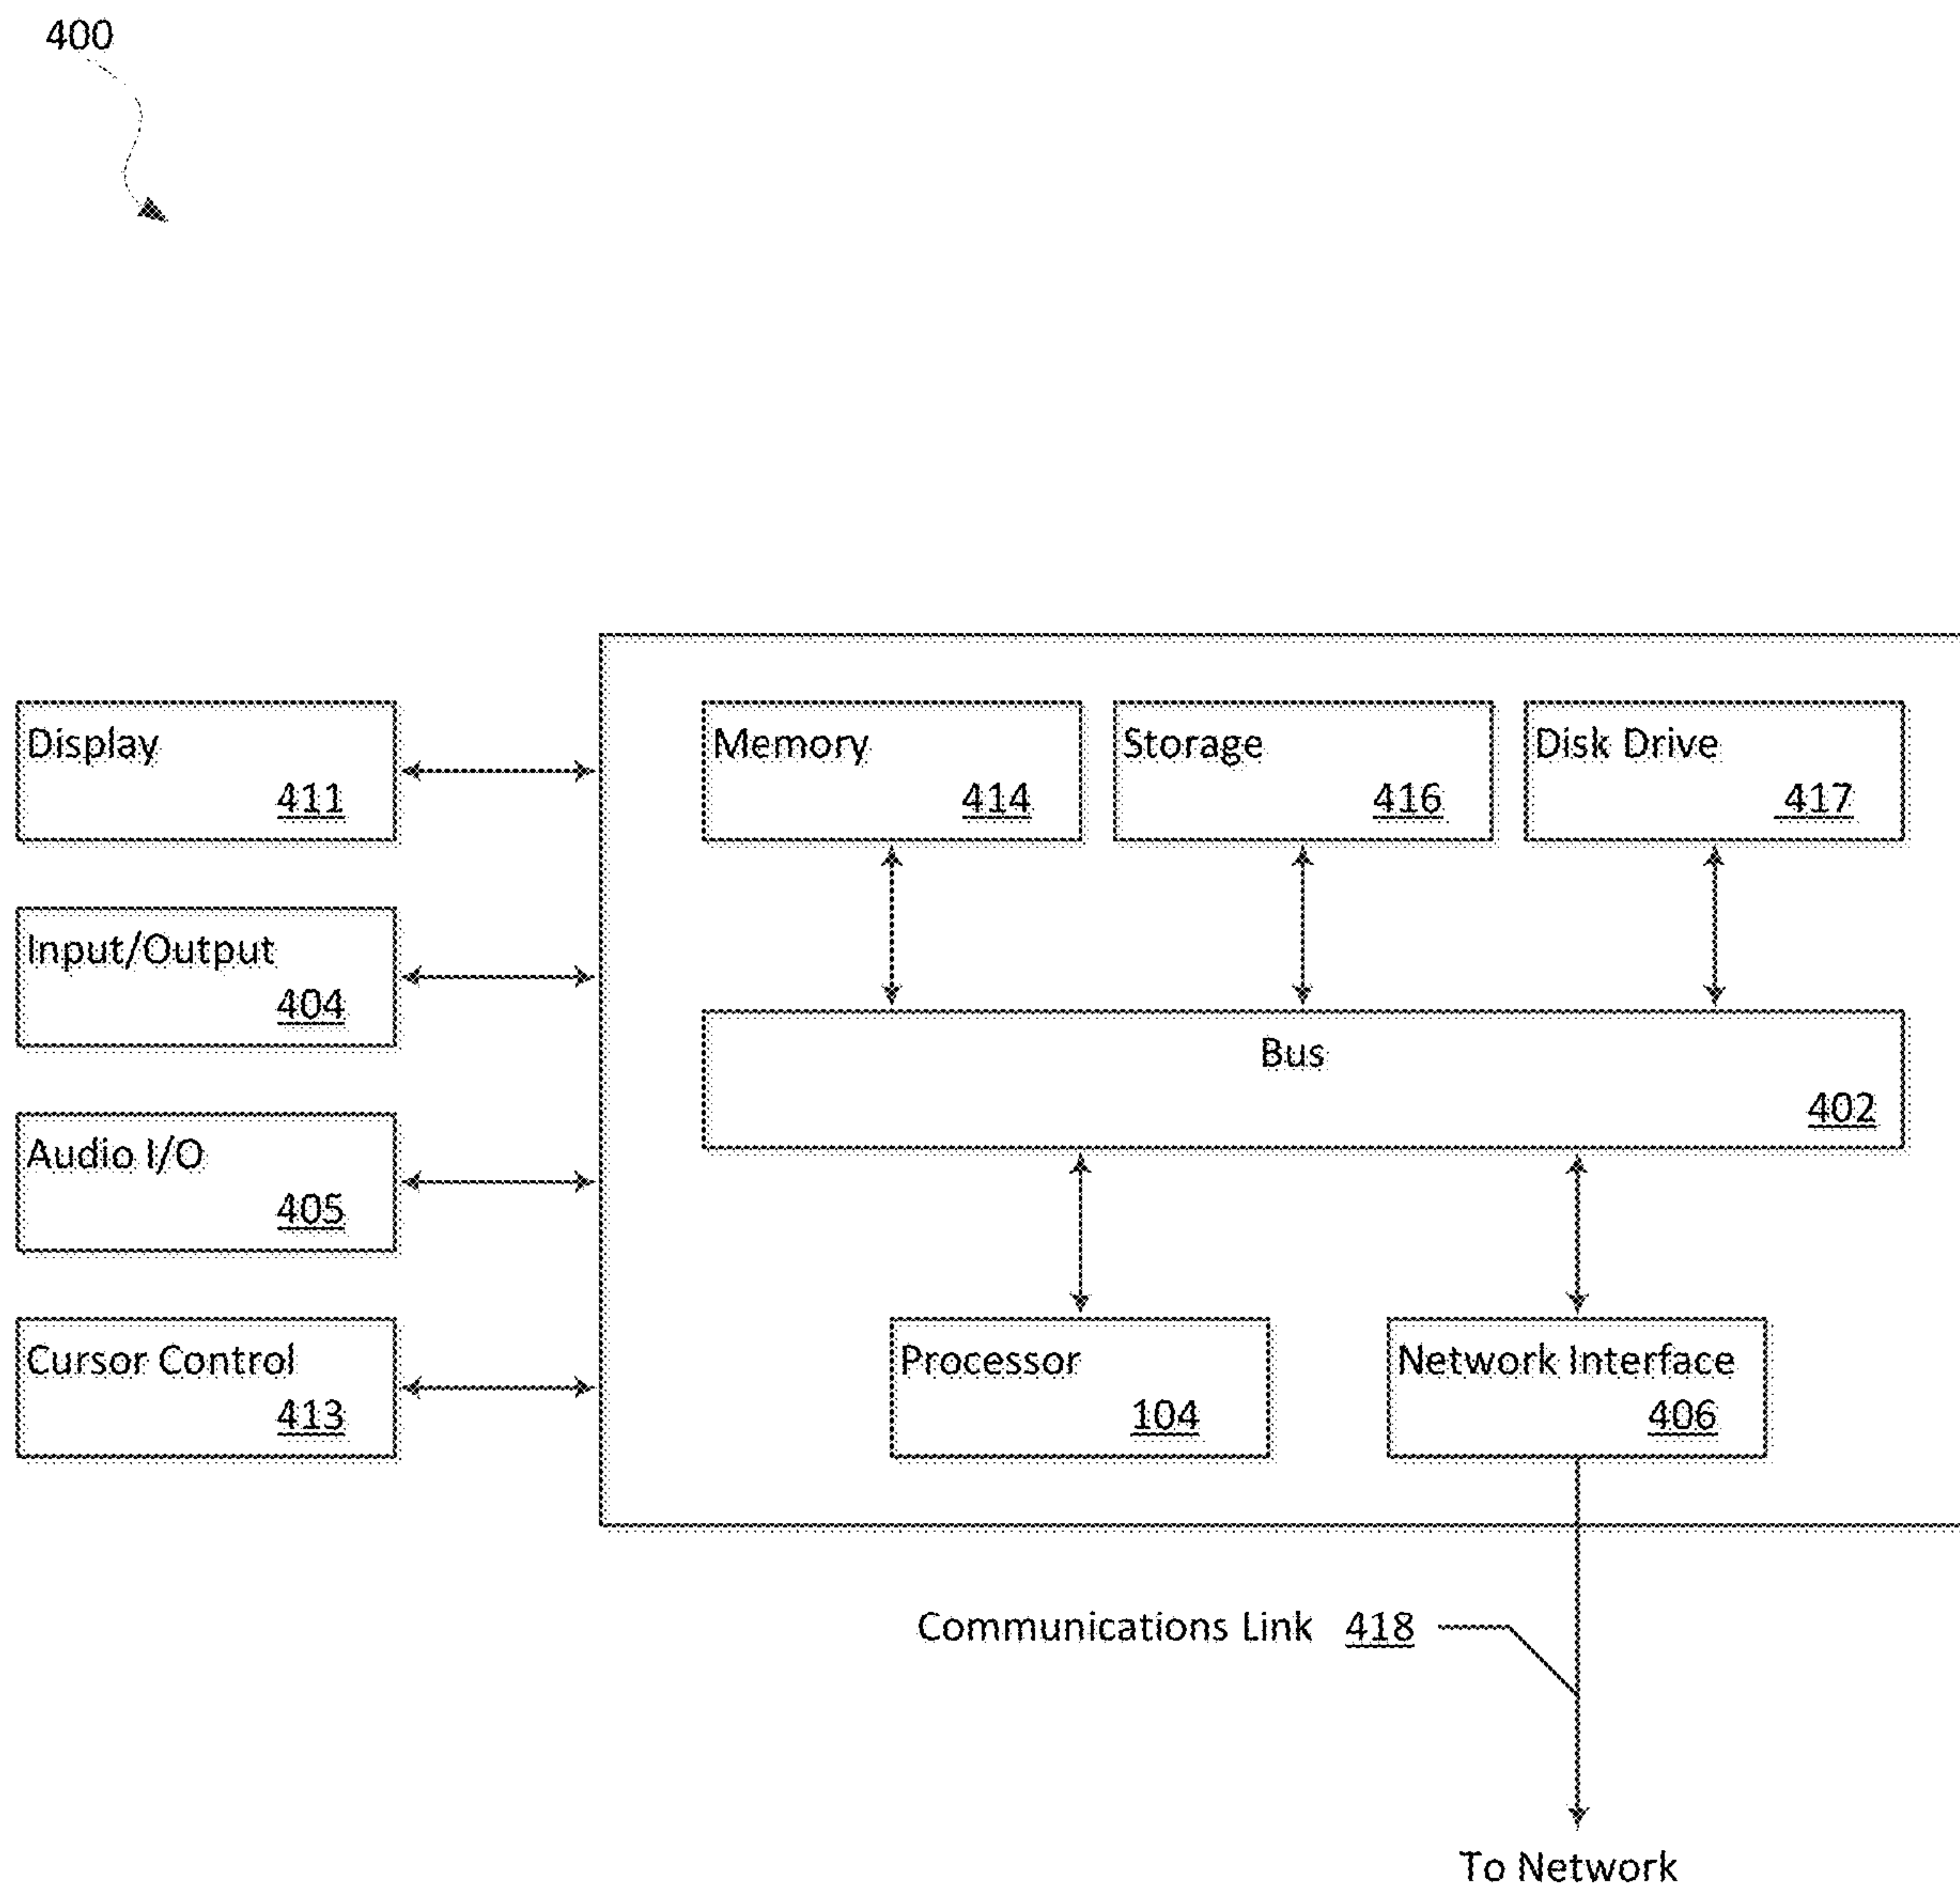 400
Display
411
Input/Output
404
Audio I/O
405
Cursor Control
413
Memory
414
Storage
416
Disk Drive
417
Bus
402
Processor
104
Network Interface
406
Communications Link 418
To Network